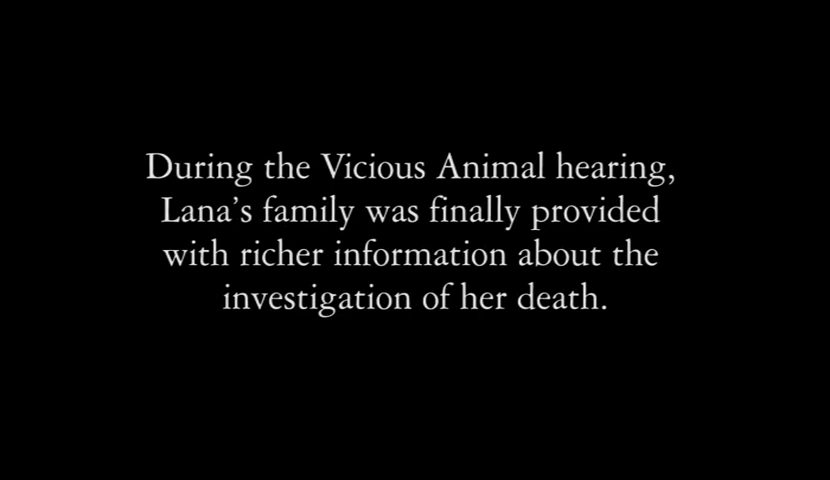 During the Vicious Animal hearing,
Lana’s family was finally provided
with richer information about the
investigation of her death.